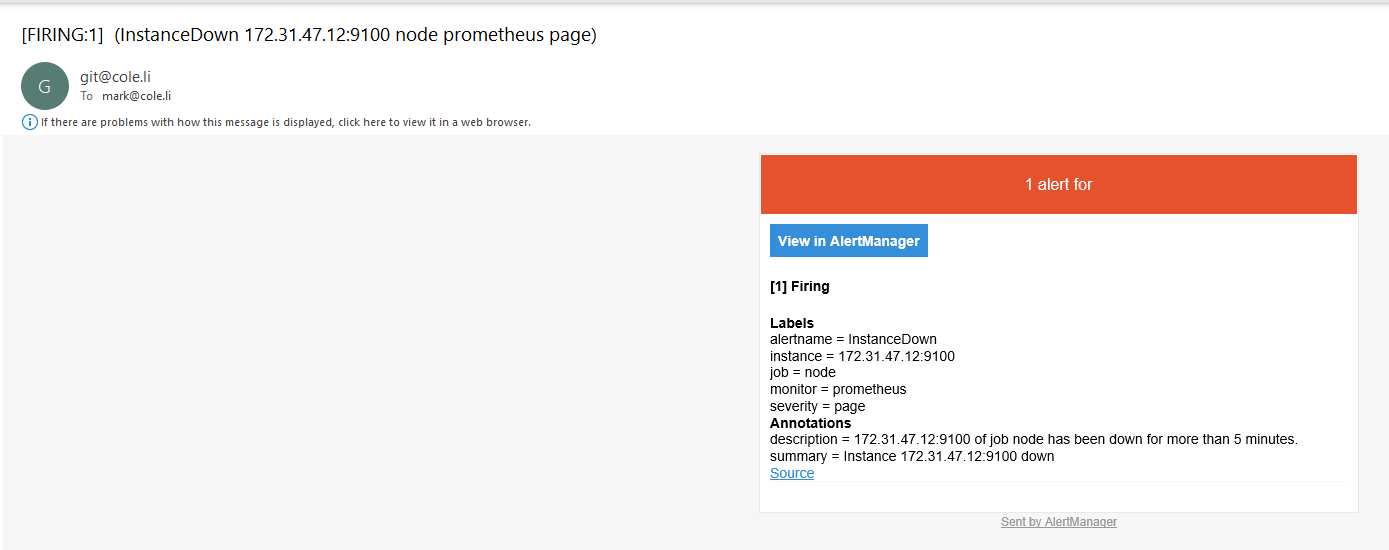 [FIRING:1] (InstanceDown 172.31.47.12:9100 node prometheus page)
G
git@cole.li
To mark@cole.li
i If there are problems with how this message is displayed, click here to view it in a web browser.
1 alert for
View in AlertManager
[1] Firing
Labels
alertname = InstanceDown
instance = 172.31.47.12:9100
job = node
monitor = prometheus
severity = page
Annotations
description = 172.31.47.12:9100 of job node has been down for more than 5 minutes.
summary = Instance 172.31.47.12:9100 down
Source
Sent by AlertManager